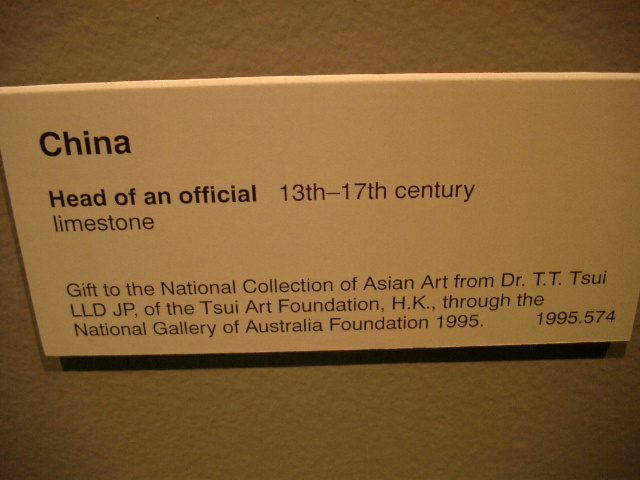 China
Head of an official 13th–17th century
limestone
Gift to the National Collection of Asian Art from Dr. T.T. Tsui
LLD JP, of the Tsui Art Foundation, H.K., through the
National Gallery of Australia Foundation 1995. 1995.574